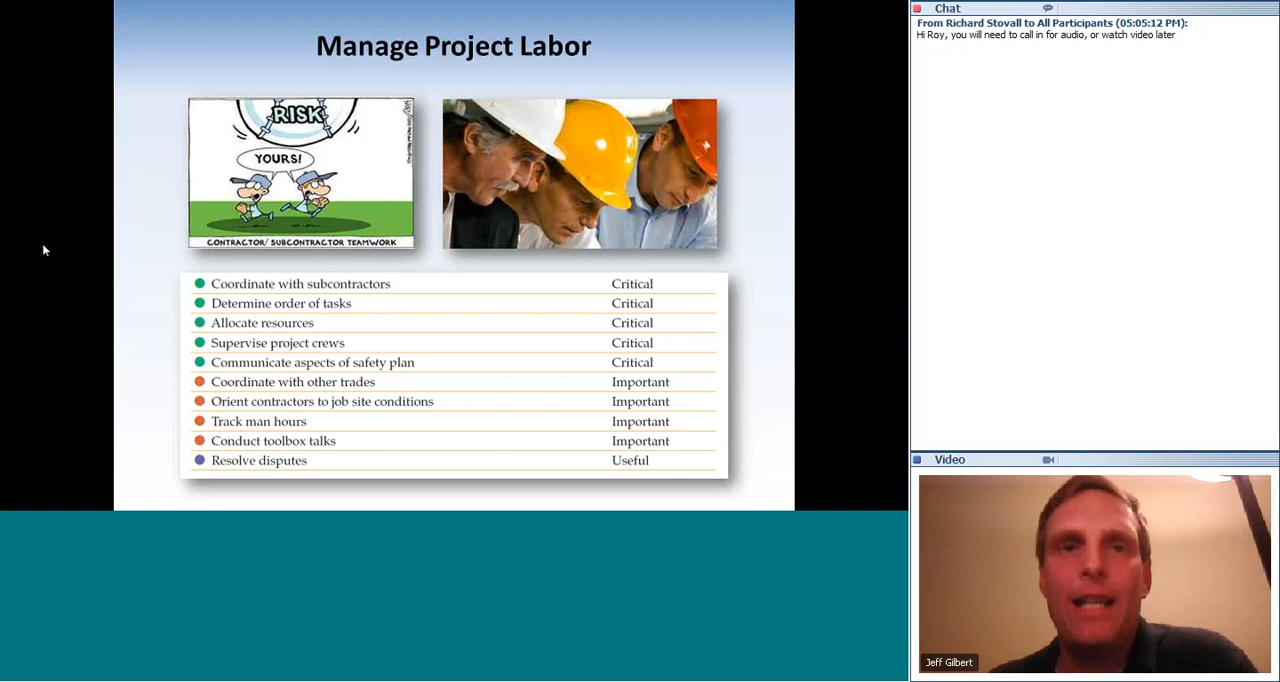 Manage Project Labor
RISK
YOURS!
CONTRACTOR/ SUBCONTRACTOR TEAMWORK
Coordinate with subcontractors Critical
Determine order of tasks Critical
Allocate resources Critical
Supervise project crews Critical
Communicate aspects of safety plan Critical
Coordinate with other trades Important
Orient contractors to job site conditions Important
Track man hours Important
Conduct toolbox talks Important
Resolve disputes Useful
Chat
From Richard Stovall to All Participants (05:05:12 PM):
Hi Roy, you will need to call in for audio, or watch video later
Video
Jeff Gilbert